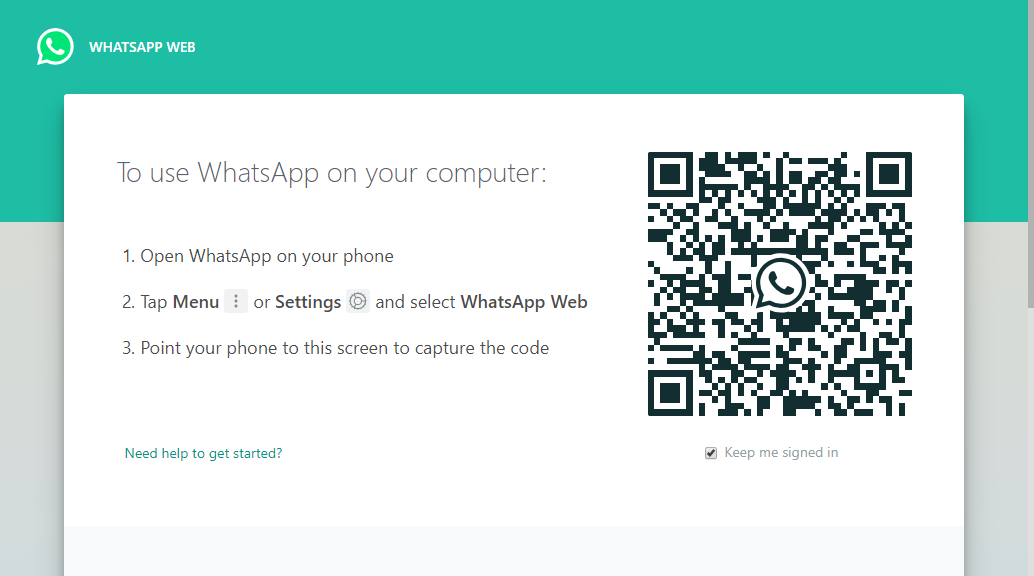 WHATSAPP WEB
To use WhatsApp on your computer:
1. Open WhatsApp on your phone
2. Tap Menu or Settings and select WhatsApp Web
3. Point your phone to this screen to capture the code
Need help to get started?
Keep me signed in